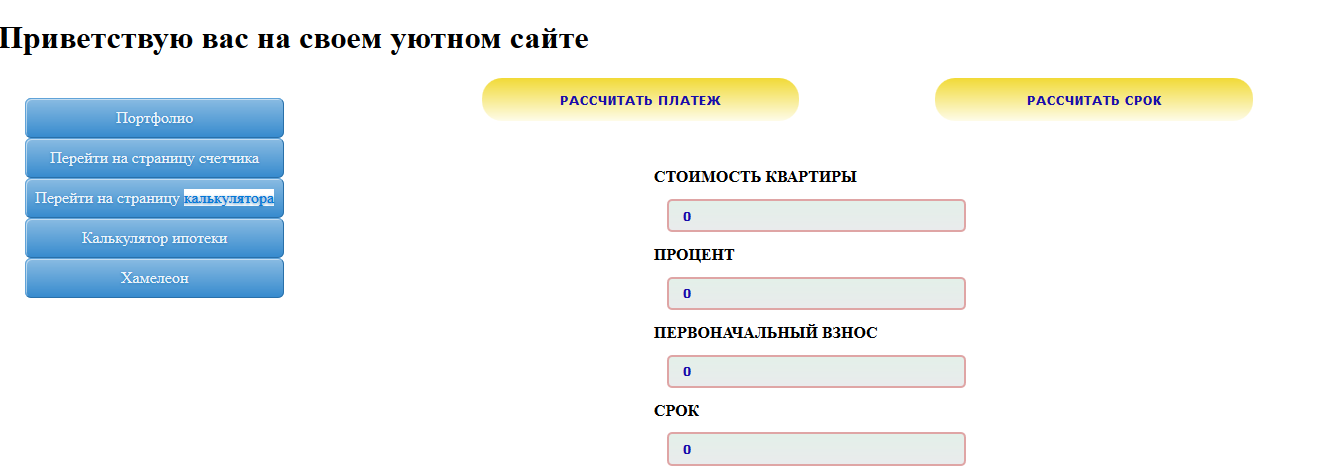 Приветствую вас на своем уютном сайте
Портфолио
Перейти на страницу счетчика
Перейти на страницу калькулятора
Калькулятор ипотеки
Хамелеон
РАССЧИТАТЬ ПЛАТЕЖ
РАССЧИТАТЬ СРОК
СТОИМОСТЬ КВАРТИРЫ
0
ПРОЦЕНТ
0
ПЕРВОНАЧАЛЬНЫЙ ВЗНОС
0
СРОК
0